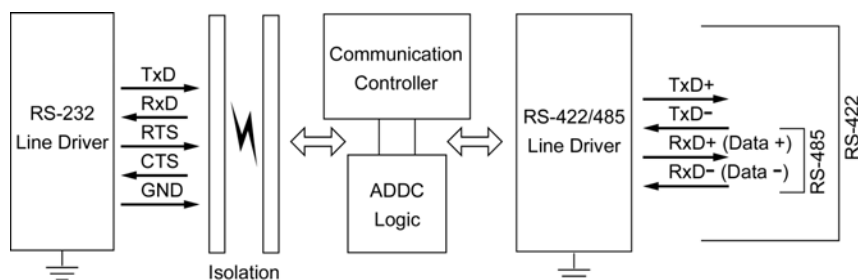 RS-232
Line Driver
TxD
RxD
RTS
CTS
GND
Isolation
Communication
Controller
ADDC
Logic
RS-422/485
Line Driver
TxD+
TxD−
RxD+ (Data +)
RxD− (Data −)
RS-485
RS-422